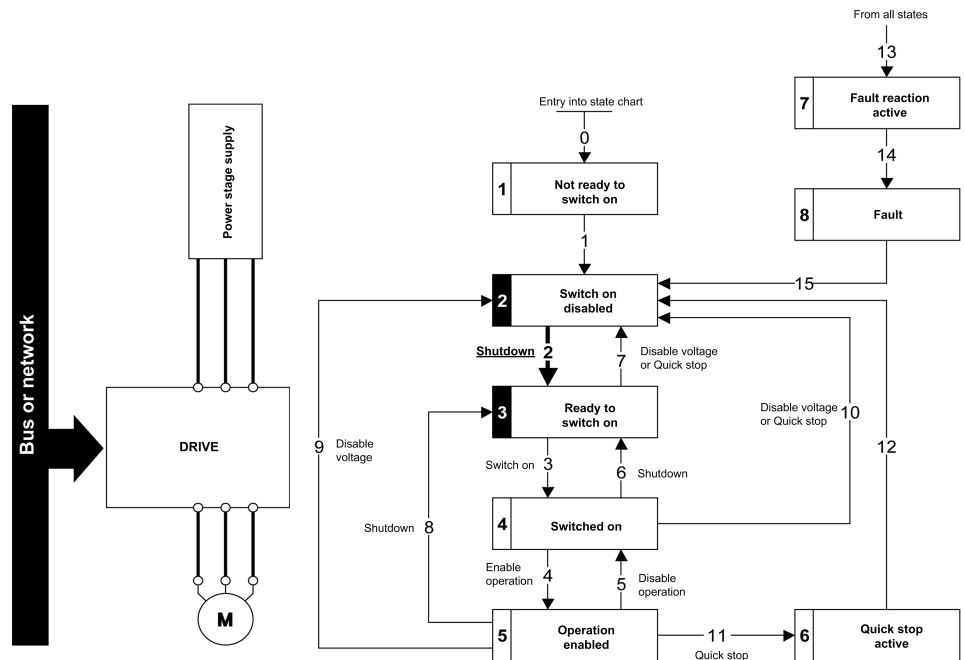 From all states
13
7
Fault reaction
active
14
8
Fault
15
Entry into state chart
0
1
Not ready to
switch on
1
2
Switch on
disabled
Shutdown 2
7
Disable voltage
or Quick stop
3
Ready to
switch on
Switch on 3
6 Shutdown
4
Switched on
Enable
operation
4
5
Disable
operation
5
Operation
enabled
11
Quick stop
6
Quick stop
active
Disable voltage
or Quick stop
10
12
9
Disable
voltage
Shutdown 8
Bus or network
Power stage supply
DRIVE
M